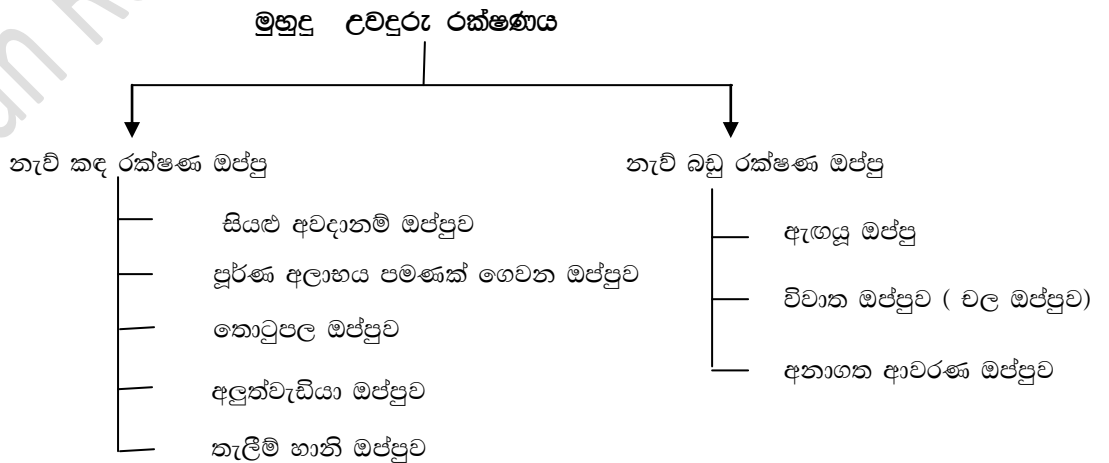 මුහුදු උවදුරු රක්ෂණය
නැව් කඳ රක්ෂණ ඔප්පු
සියළු අවදානම් ඔප්පුව
පූර්ණ අලාභය පමණක් ගෙවන ඔප්පුව
තොටුපල ඔප්පුව
අලුත්වැඩියා ඔප්පුව
තැලීම් හානි ඔප්පුව
නැව් බඩු රක්ෂණ ඔප්පු
ඇඟයූ ඔප්පු
විවෘත ඔප්පුව ( චල ඔප්පුව)
අනාගත ආවරණ ඔප්පුව